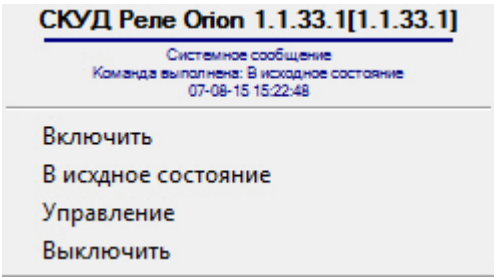 СКУД Реле Orion 1.1.33.1[1.1.33.1]
Системное сообщение
Команда выполнена: В исходное состояние
07-08-15 15:22:48
Включить
В исхдное состояние
Управление
Выключить